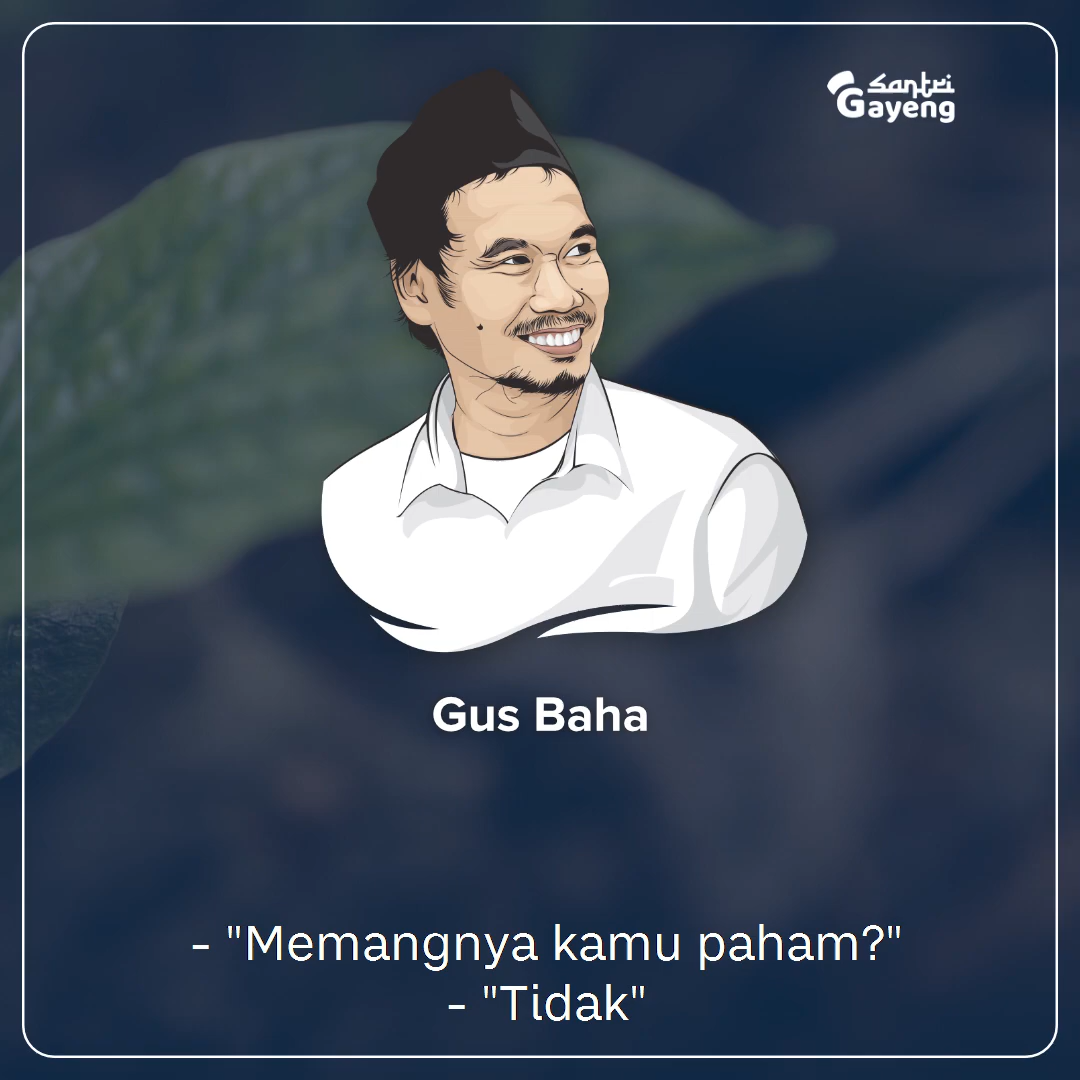 Santri
Gayeng
Gus Baha
- "Memangnya kamu paham?"
- "Tidak"